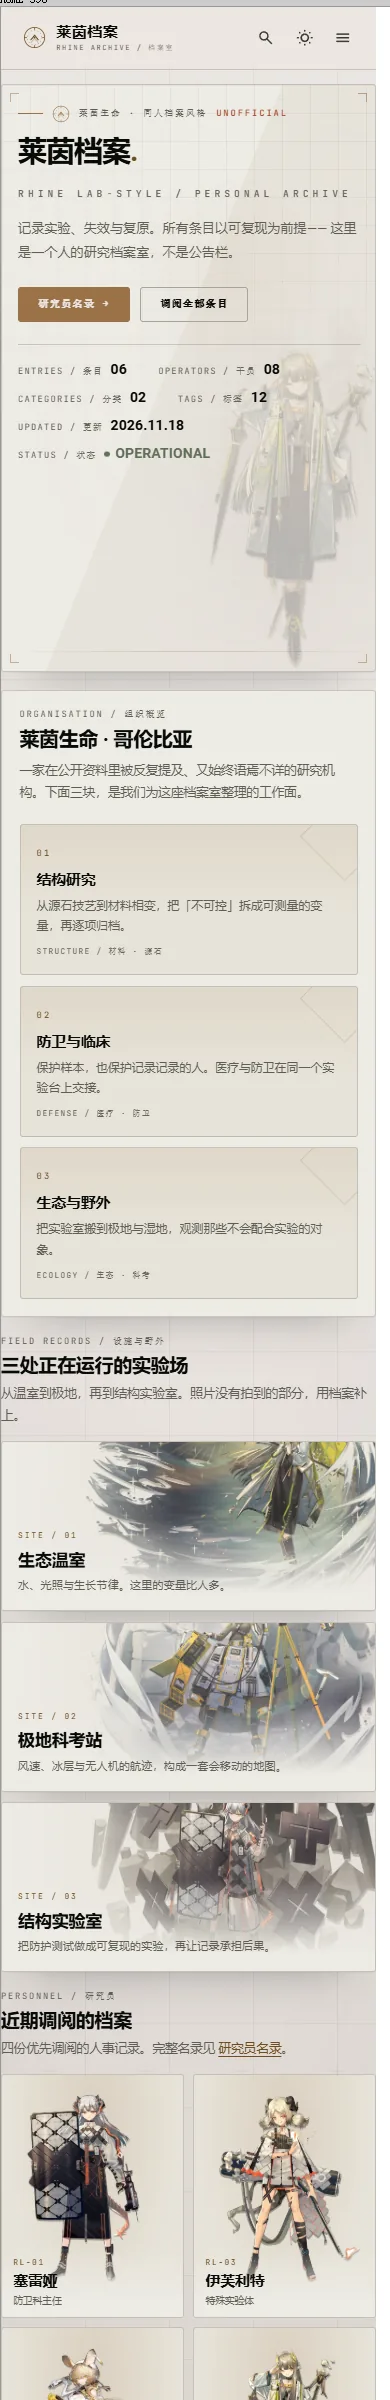 莱茵档案
RHINE ARCHIVE / 档案室
莱茵生命 · 同人档案风格 UNOFFICIAL
莱茵档案.
RHINE LAB-STYLE / PERSONAL ARCHIVE
记录实验、失效与复原。所有条目以可复现为前提—— 这里
是一个人的研究档案室，不是公告栏。
研究员名录 →
调阅全部条目
ENTRIES / 条目 06 OPERATORS / 干员 08
CATEGORIES / 分类 02 TAGS / 标签 12
UPDATED / 更新 2026.11.18
STATUS / 状态 ● OPERATIONAL
ORGANISATION / 组织概览
莱茵生命 · 哥伦比亚
一家在公开资料里被反复提及、又始终语焉不详的研究机
构。下面三块，是我们为这座档案室整理的工作面。
01
结构研究
从源石技艺到材料相变，把「不可控」拆成可测量的变
量，再逐项归档。
STRUCTURE / 材料 · 源石
02
防卫与临床
保护样本，也保护记录记录的人。医疗与防卫在同一个实
验台上交接。
DEFENSE / 医疗 · 防卫
03
生态与野外
把实验室搬到极地与湿地，观测那些不会配合实验的对
象。
ECOLOGY / 生态 · 科考
FIELD RECORDS / 设施与野外
三处正在运行的实验场
从温室到极地，再到结构实验室。照片没有拍到的部分，用档案补
上。
SITE / 01
生态温室
水、光照与生长节律。这里的变量比人多。
SITE / 02
极地科考站
风速、冰层与无人机的航迹，构成一套会移动的地图。
SITE / 03
结构实验室
把防护测试做成可复现的实验，再让记录承担后果。
PERSONNEL / 研究员
近期调阅的档案
四份优先调阅的人事记录。完整名录见 研究员名录。
RL-01
塞雷娅
防卫科主任
RL-03
伊芙利特
特殊实验体